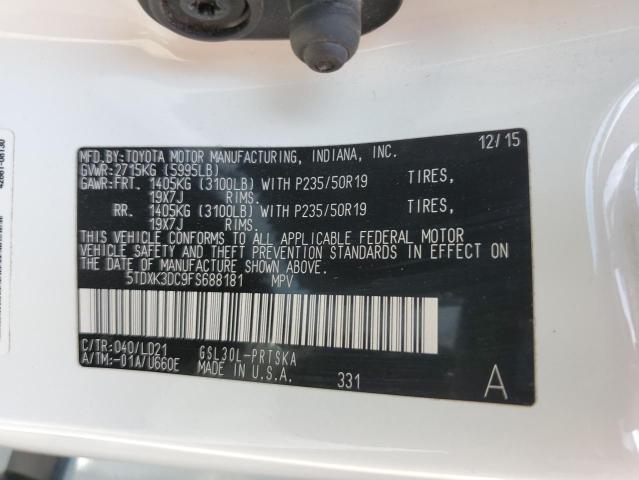 MFD.BY:TOYOTA MOTOR MANUFACTURING, INDIANA, INC. 12/15
GVWR:2715KG (5995LB)
GAWR:FRT. 1405KG (3100LB) WITH P235/50R19 TIRES,
19X7J RIMS.
RR. 1405KG (3100LB) WITH P235/50R19 TIRES,
19X7J RIMS.
THIS VEHICLE CONFORMS TO ALL APPLICABLE FEDERAL MOTOR
VEHICLE SAFETY AND THEFT PREVENTION STANDARDS IN EFFECT ON
THE DATE OF MANUFACTURE SHOWN ABOVE.
5TDXK3DC9FS688181 MPV
C/TR:040/LD21 GSL30L-PRTSKA
A/TM:-01A/U660E MADE IN U.S.A. 331 A